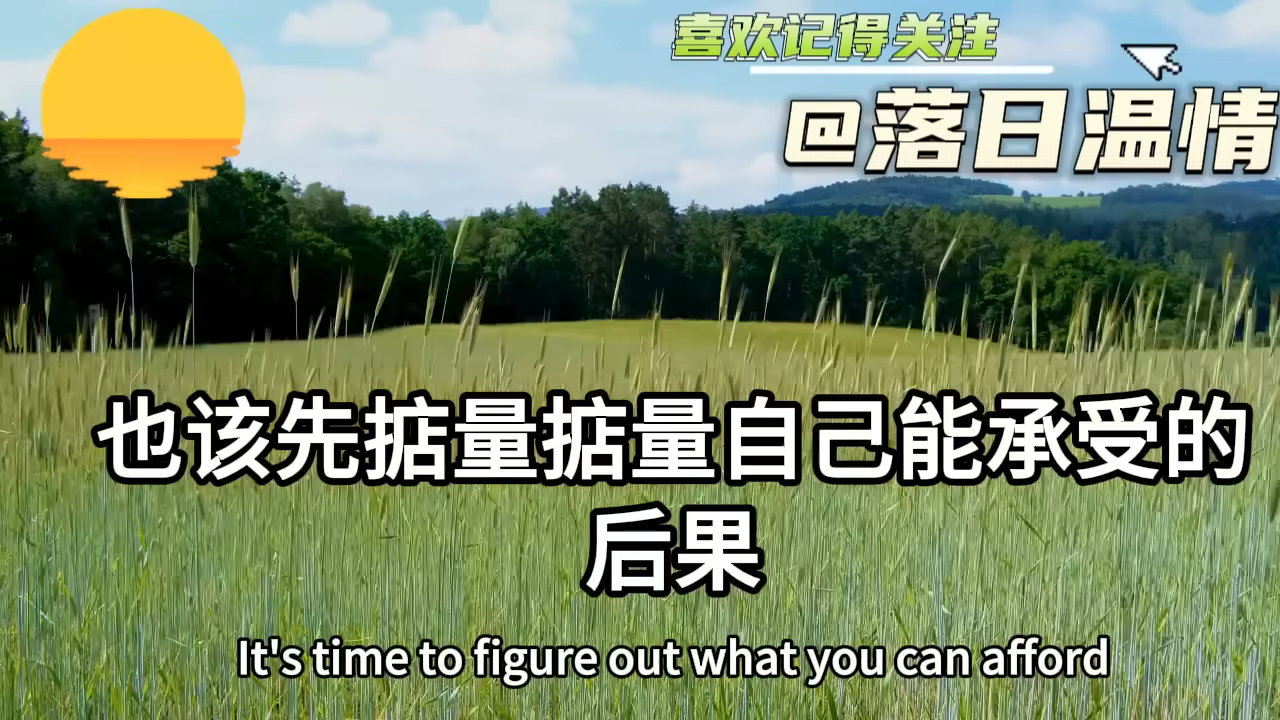 喜欢记得关注
@落日温情
也该先掂量掂量自己能承受的
后果
It's time to figure out what you can afford